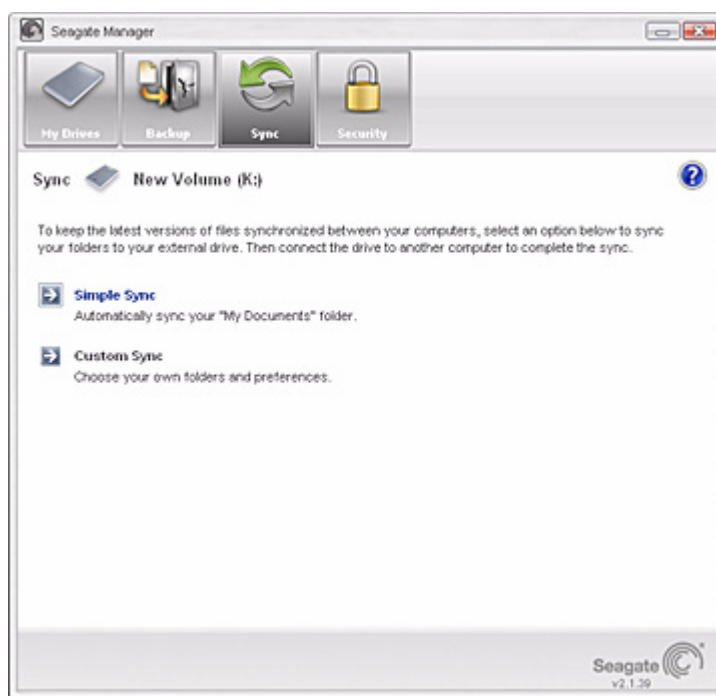 Seagate Manager
My Drives
Backup
Sync
Security
Sync New Volume (K:)
To keep the latest versions of files synchronized between your computers, select an option below to sync
your folders to your external drive. Then connect the drive to another computer to complete the sync.
Simple Sync
Automatically sync your "My Documents" folder.
Custom Sync
Choose your own folders and preferences.
Seagate
v2.1.39